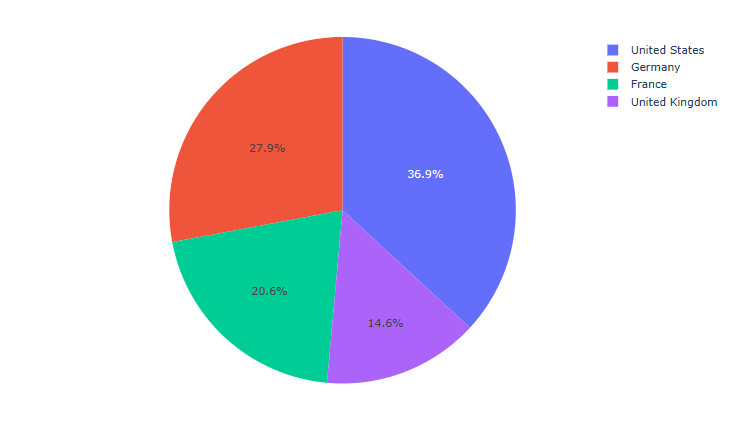 United States
Germany
France
United Kingdom
27.9%
36.9%
20.6%
14.6%